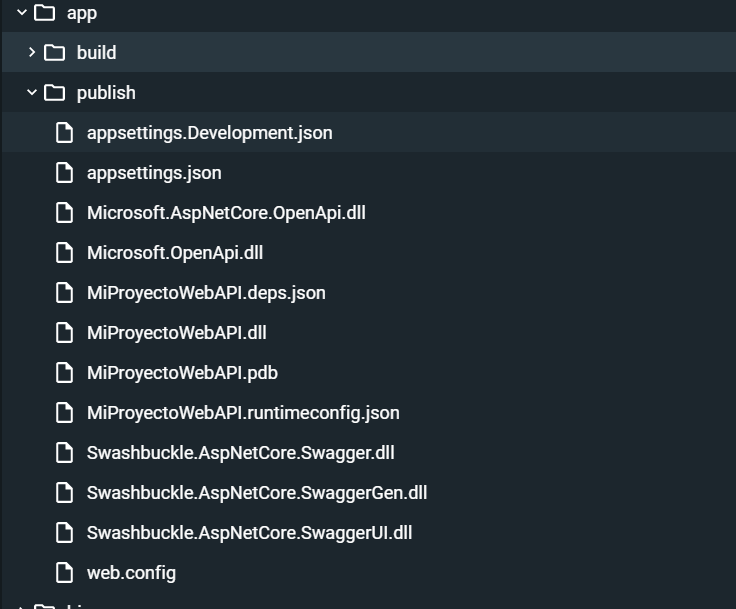 app
build
publish
appsettings.Development.json
appsettings.json
Microsoft.AspNetCore.OpenApi.dll
Microsoft.OpenApi.dll
MiProyectoWebAPI.deps.json
MiProyectoWebAPI.dll
MiProyectoWebAPI.pdb
MiProyectoWebAPI.runtimeconfig.json
Swashbuckle.AspNetCore.Swagger.dll
Swashbuckle.AspNetCore.SwaggerGen.dll
Swashbuckle.AspNetCore.SwaggerUI.dll
web.config